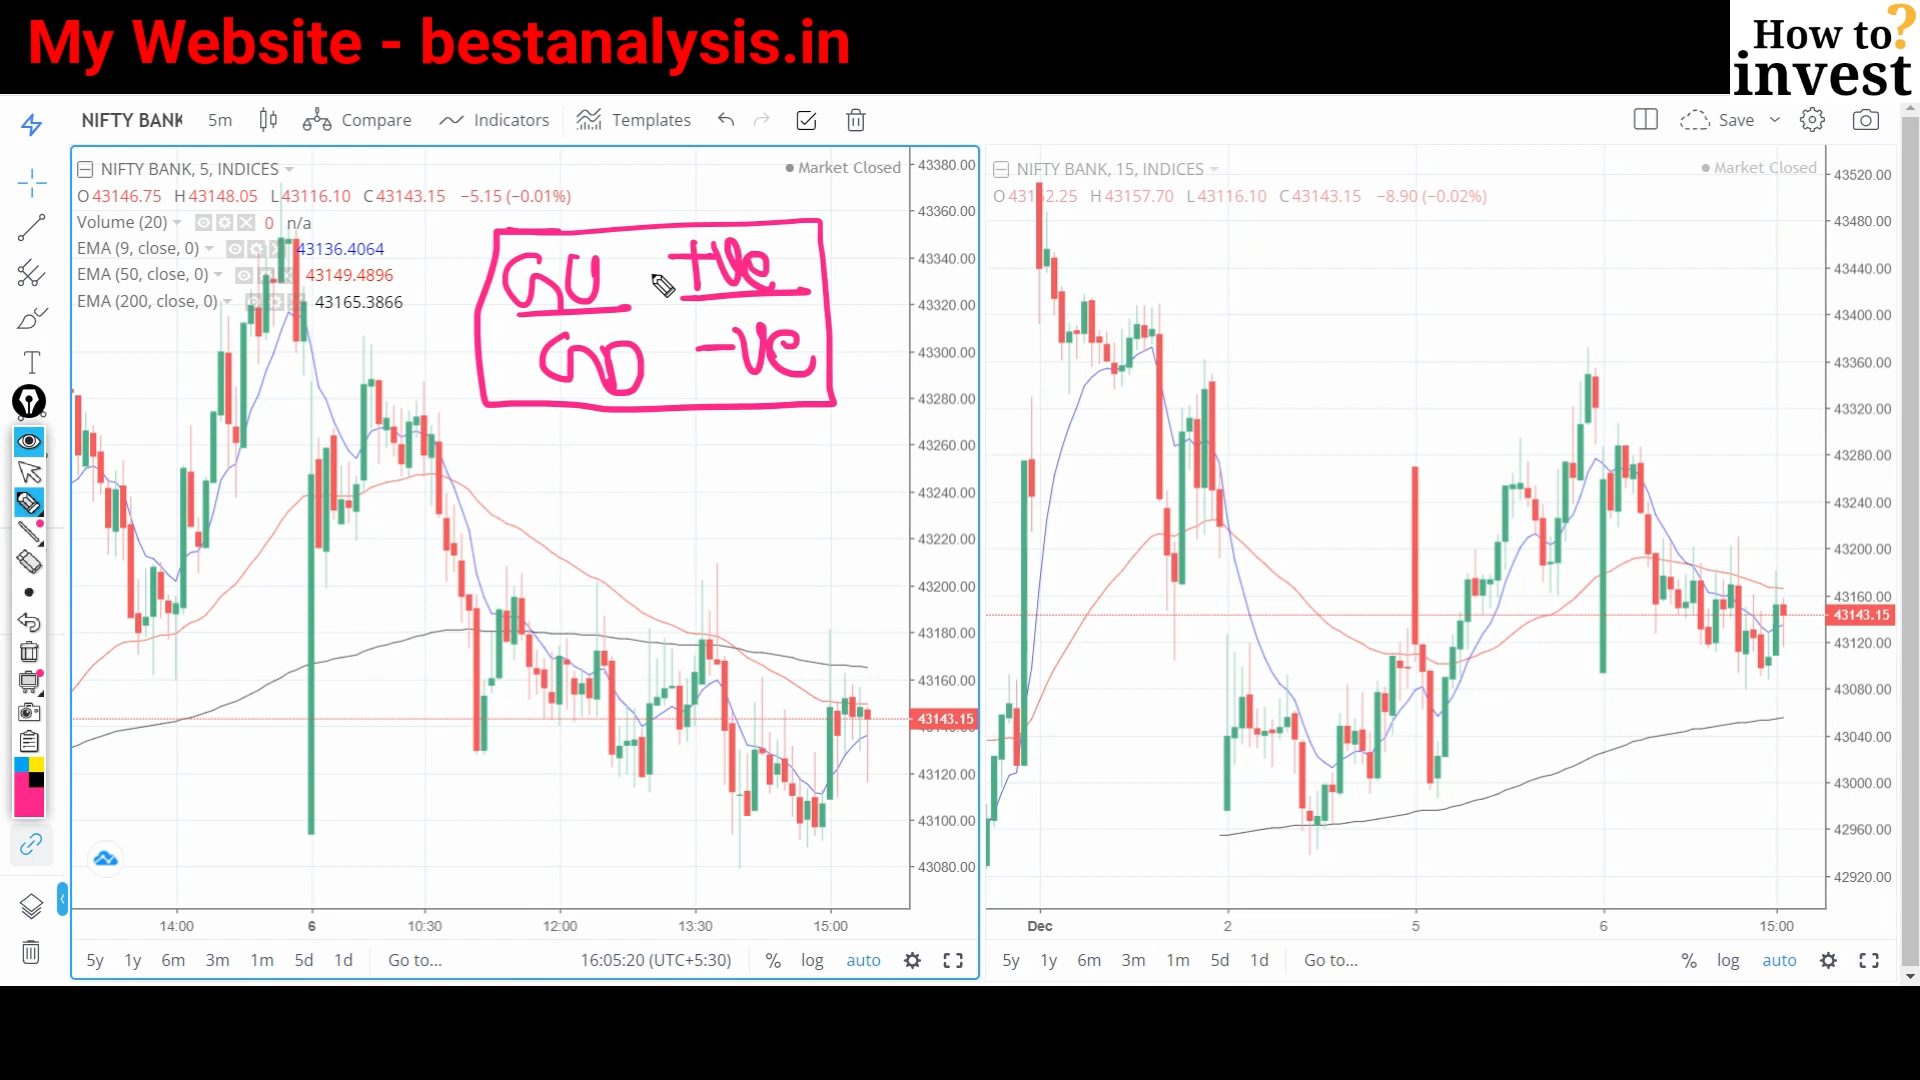 My Website - bestanalysis.in
How to?
invest
NIFTY BANK 5m Compare Indicators Templates Save
NIFTY BANK, 5, INDICES Market Closed
O43146.75 H43148.05 L43116.10 C43143.15 −5.15 (−0.01%)
Volume (20) 0 n/a
EMA (9, close, 0) 43136.4064
EMA (50, close, 0) 43149.4896
EMA (200, close, 0) 43165.3866
GU +ve
GD -ve
43380.00
43360.00
43340.00
43320.00
43300.00
43280.00
43260.00
43240.00
43220.00
43200.00
43180.00
43160.00
43143.15
43120.00
43100.00
43080.00
14:00 6 10:30 12:00 13:30 15:00
5y 1y 6m 3m 1m 5d 1d Go to... 16:05:20 (UTC+5:30) % log auto
NIFTY BANK, 15, INDICES Market Closed
H43157.70 L43116.10 C43143.15 −8.90 (−0.02%)
43520.00
43480.00
43440.00
43400.00
43360.00
43320.00
43280.00
43240.00
43200.00
43160.00
43143.15
43120.00
43080.00
43040.00
43000.00
42960.00
42920.00
Dec 2 5 6 15:00
5y 1y 6m 3m 1m 5d 1d Go to... % log auto